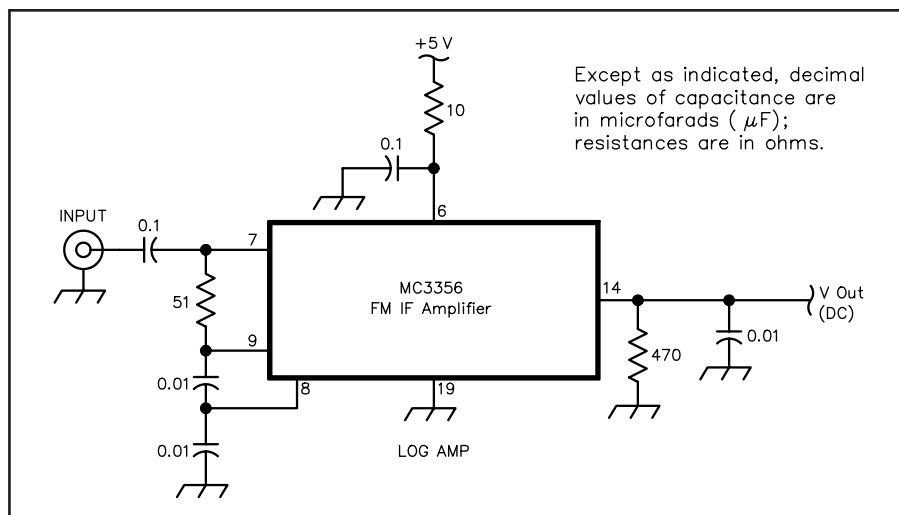 +5 V
10
0.1
6
Except as indicated, decimal
values of capacitance are
in microfarads ( µF);
resistances are in ohms.
INPUT
0.1
7
51
9
0.01
8
0.01
MC3356
FM IF Amplifier
19
LOG AMP
14
470
0.01
V Out
(DC)